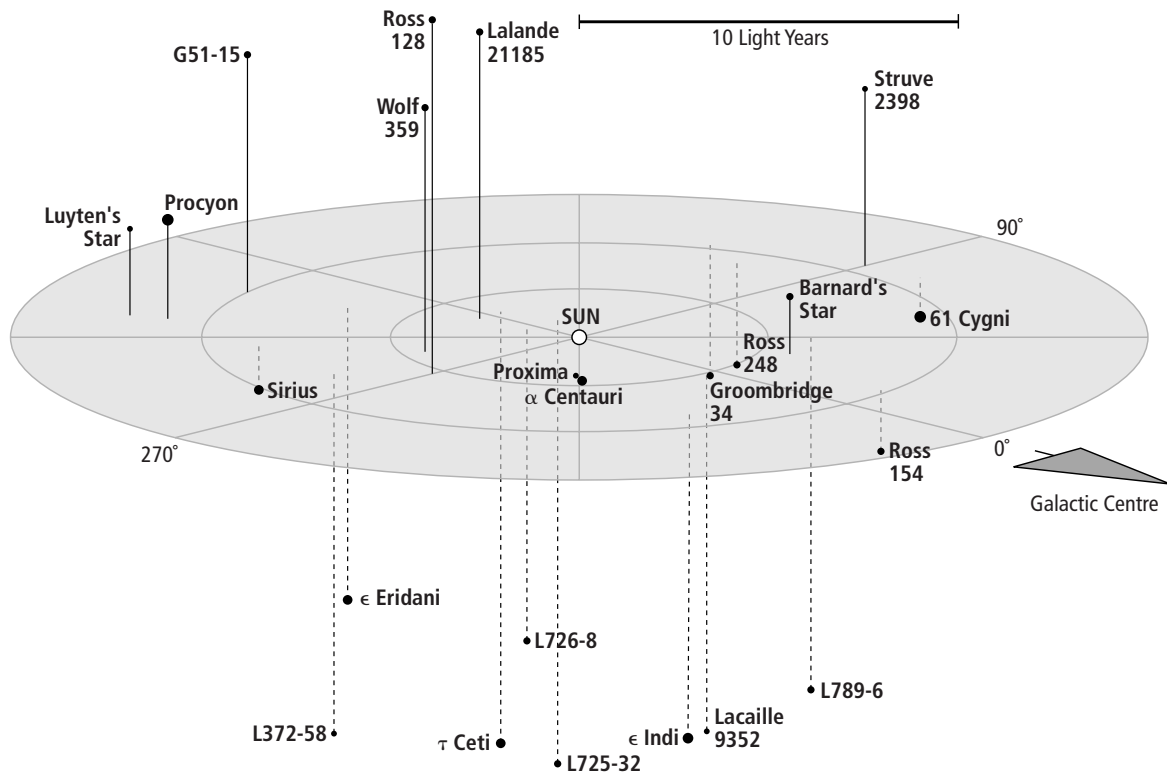 Ross
128
Lalande
21185
10 Light Years
G51-15
Struve
2398
Wolf
359
Procyon
Luyten's
Star
90°
Barnard's
Star
SUN
61 Cygni
Ross
248
Proxima
α Centauri
Groombridge
34
Sirius
270°
0°
Ross
154
Galactic Centre
ϵ Eridani
L726-8
L789-6
L372-58
τ Ceti
ϵ Indi
Lacaille
9352
L725-32